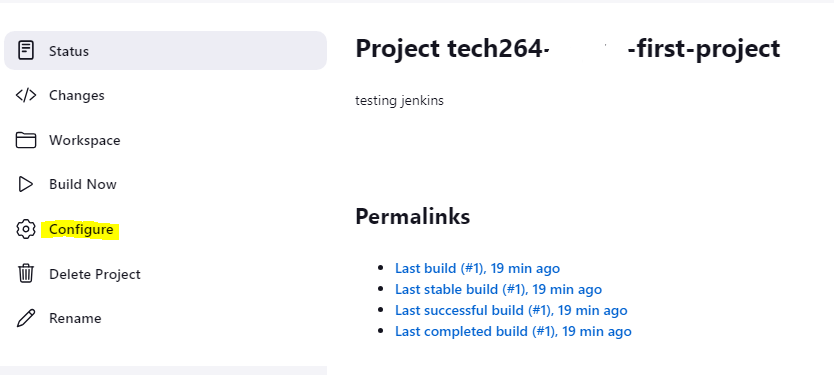 Status
Changes
Workspace
Build Now
Configure
Delete Project
Rename
Project tech264- -first-project
testing jenkins
Permalinks
Last build (#1), 19 min ago
Last stable build (#1), 19 min ago
Last successful build (#1), 19 min ago
Last completed build (#1), 19 min ago